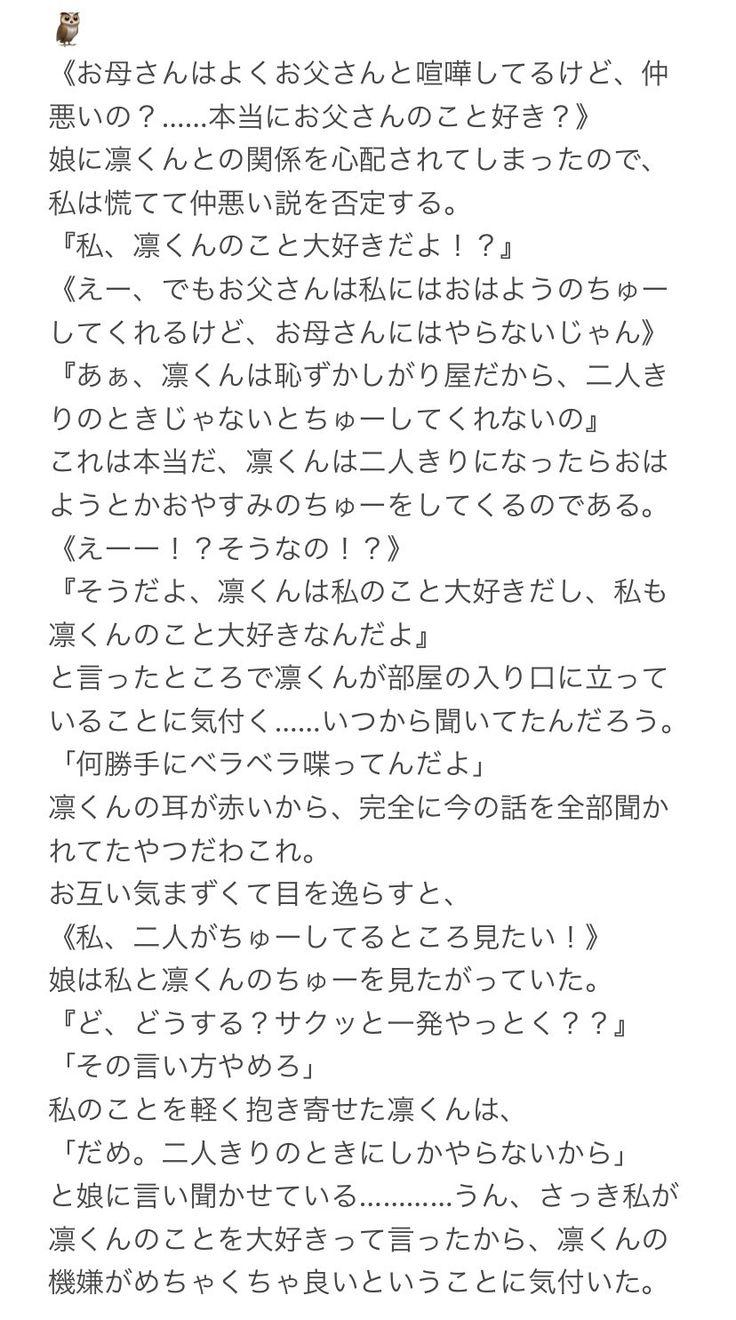 🦉
《お母さんはよくお父さんと喧嘩してるけど、仲
悪いの？……本当にお父さんのこと好き？》
娘に凛くんとの関係を心配されてしまったので、
私は慌てて仲悪い説を否定する。
『私、凛くんのこと大好きだよ！？』
《えー、でもお父さんは私にはおはようのちゅー
してくれるけど、お母さんにはやらないじゃん》
『あぁ、凛くんは恥ずかしがり屋だから、二人き
りのときじゃないとちゅーしてくれないの』
これは本当だ、凛くんは二人きりになったらおは
ようとかおやすみのちゅーをしてくるのである。
《えーー！？そうなの！？》
『そうだよ、凛くんは私のこと大好きだし、私も
凛くんのこと大好きなんだよ』
と言ったところで凛くんが部屋の入り口に立って
いることに気付く……いつから聞いてたんだろう。
「何勝手にベラベラ喋ってんだよ」
凛くんの耳が赤いから、完全に今の話を全部聞か
れてたやつだわこれ。
お互い気まずくて目を逸らすと、
《私、二人がちゅーしてるところ見たい！》
娘は私と凛くんのちゅーを見たがっていた。
『ど、どうする？サクッと一発やっとく？？』
「その言い方やめろ」
私のことを軽く抱き寄せた凛くんは、
「だめ。二人きりのときにしかやらないから」
と娘に言い聞かせている…………うん、さっき私が
凛くんのことを大好きって言ったから、凛くんの
機嫌がめちゃくちゃ良いということに気付いた。